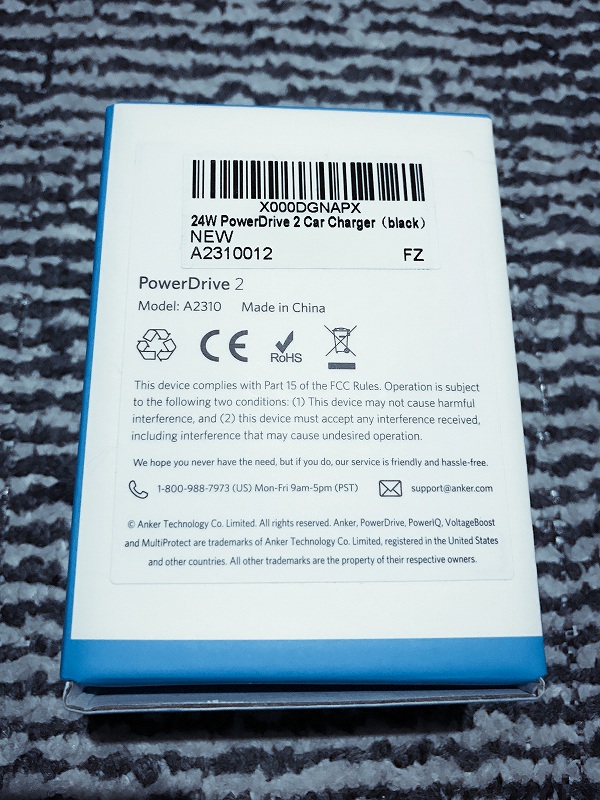 X000DGNAPX
24W PowerDrive 2 Car Charger（black）
NEW
A2310012 FZ
PowerDrive 2
Model: A2310 Made in China
CE RoHS
This device complies with Part 15 of the FCC Rules. Operation is subject
to the following two conditions: (1) This device may not cause harmful
interference, and (2) this device must accept any interference received,
including interference that may cause undesired operation.
We hope you never have the need, but if you do, our service is friendly and hassle-free.
1-800-988-7973 (US) Mon-Fri 9am-5pm (PST) support@anker.com
© Anker Technology Co. Limited. All rights reserved. Anker, PowerDrive, PowerIQ, VoltageBoost
and MultiProtect are trademarks of Anker Technology Co. Limited, registered in the United States
and other countries. All other trademarks are the property of their respective owners.